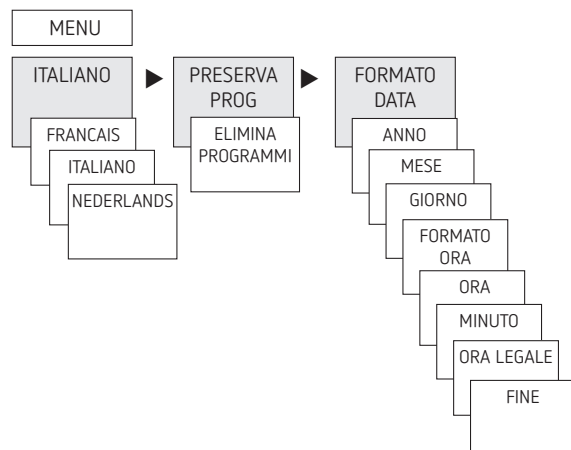 MENU
ITALIANO
FRANCAIS
ITALIANO
NEDERLANDS
PRESERVA
PROG
ELIMINA
PROGRAMMI
FORMATO
DATA
ANNO
MESE
GIORNO
FORMATO
ORA
ORA
MINUTO
ORA LEGALE
FINE